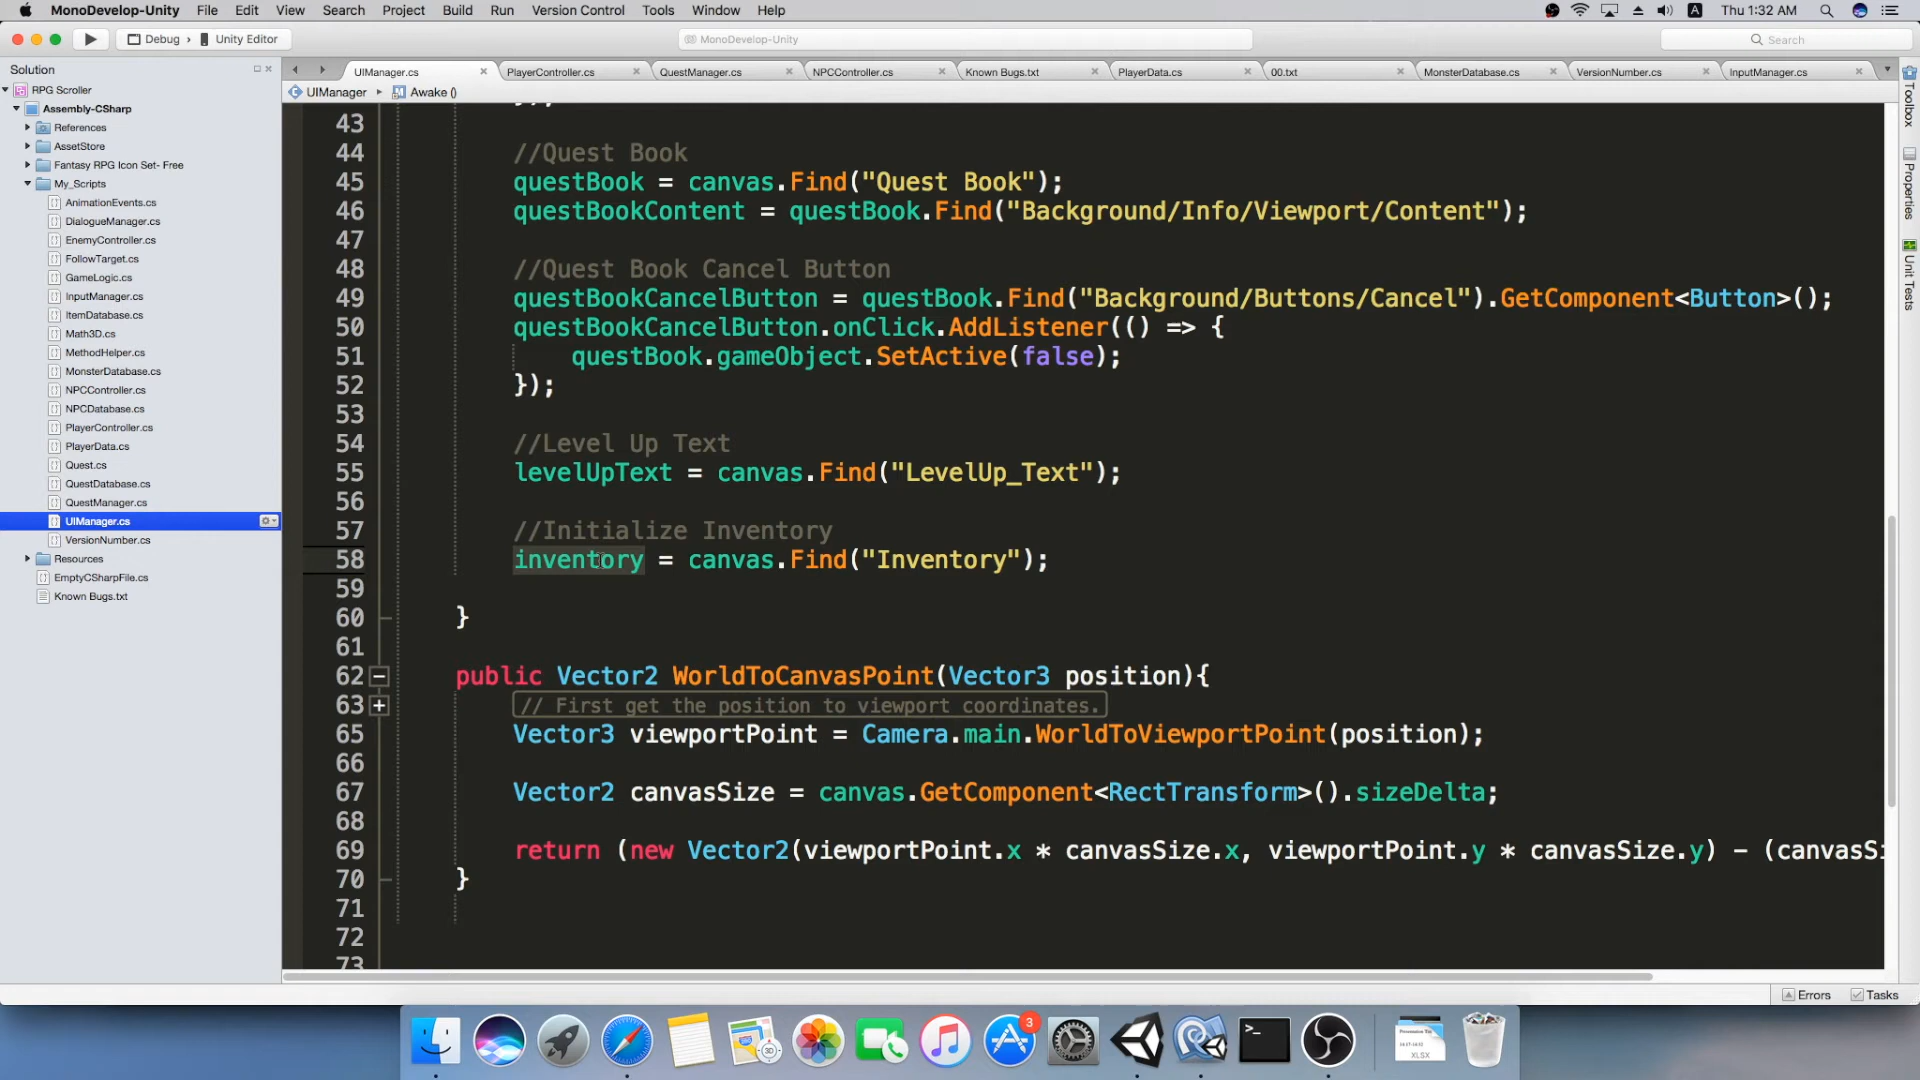 MonoDevelop-Unity File Edit View Search Project Build Run Version Control Tools Window Help A Thu 1:32 AM
Debug › Unity Editor MonoDevelop-Unity Search
Solution UIManager.cs PlayerController.cs QuestManager.cs NPCController.cs Known Bugs.txt PlayerData.cs 00.txt MonsterDatabase.cs VersionNumber.cs InputManager.cs
UIManager Awake ()
RPG Scroller
Assembly-CSharp
References
AssetStore
Fantasy RPG Icon Set- Free
My_Scripts
AnimationEvents.cs
DialogueManager.cs
EnemyController.cs
FollowTarget.cs
GameLogic.cs
InputManager.cs
ItemDatabase.cs
Math3D.cs
MethodHelper.cs
MonsterDatabase.cs
NPCController.cs
NPCDatabase.cs
PlayerController.cs
PlayerData.cs
Quest.cs
QuestDatabase.cs
QuestManager.cs
UIManager.cs
VersionNumber.cs
Resources
EmptyCSharpFile.cs
Known Bugs.txt
43
44 //Quest Book
45 questBook = canvas.Find("Quest Book");
46 questBookContent = questBook.Find("Background/Info/Viewport/Content");
47
48 //Quest Book Cancel Button
49 questBookCancelButton = questBook.Find("Background/Buttons/Cancel").GetComponent<Button>();
50 questBookCancelButton.onClick.AddListener(() => {
51 questBook.gameObject.SetActive(false);
52 });
53
54 //Level Up Text
55 levelUpText = canvas.Find("LevelUp_Text");
56
57 //Initialize Inventory
58 inventory = canvas.Find("Inventory");
59
60 }
61
62 public Vector2 WorldToCanvasPoint(Vector3 position){
63 // First get the position to viewport coordinates.
65 Vector3 viewportPoint = Camera.main.WorldToViewportPoint(position);
66
67 Vector2 canvasSize = canvas.GetComponent<RectTransform>().sizeDelta;
68
69 return (new Vector2(viewportPoint.x * canvasSize.x, viewportPoint.y * canvasSize.y) - (canvasSi
70 }
71
72
73
Toolbox
Properties
Unit Tests
Errors Tasks
3
XLSX